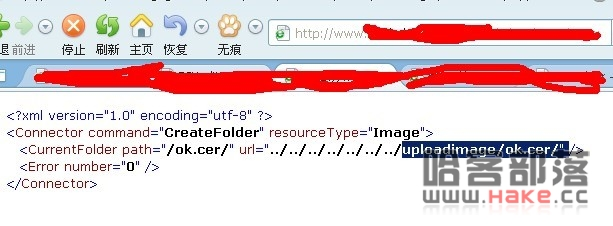 退 前进 停止 刷新 主页 恢复 无痕 http://www.
<?xml version="1.0" encoding="utf-8" ?>
<Connector command="CreateFolder" resourceType="Image">
<CurrentFolder path="/ok.cer/" url="../../../../../../../uploadimage/ok.cer/" />
<Error number="0" />
</Connector>
哈客部落
www.Hake.cc